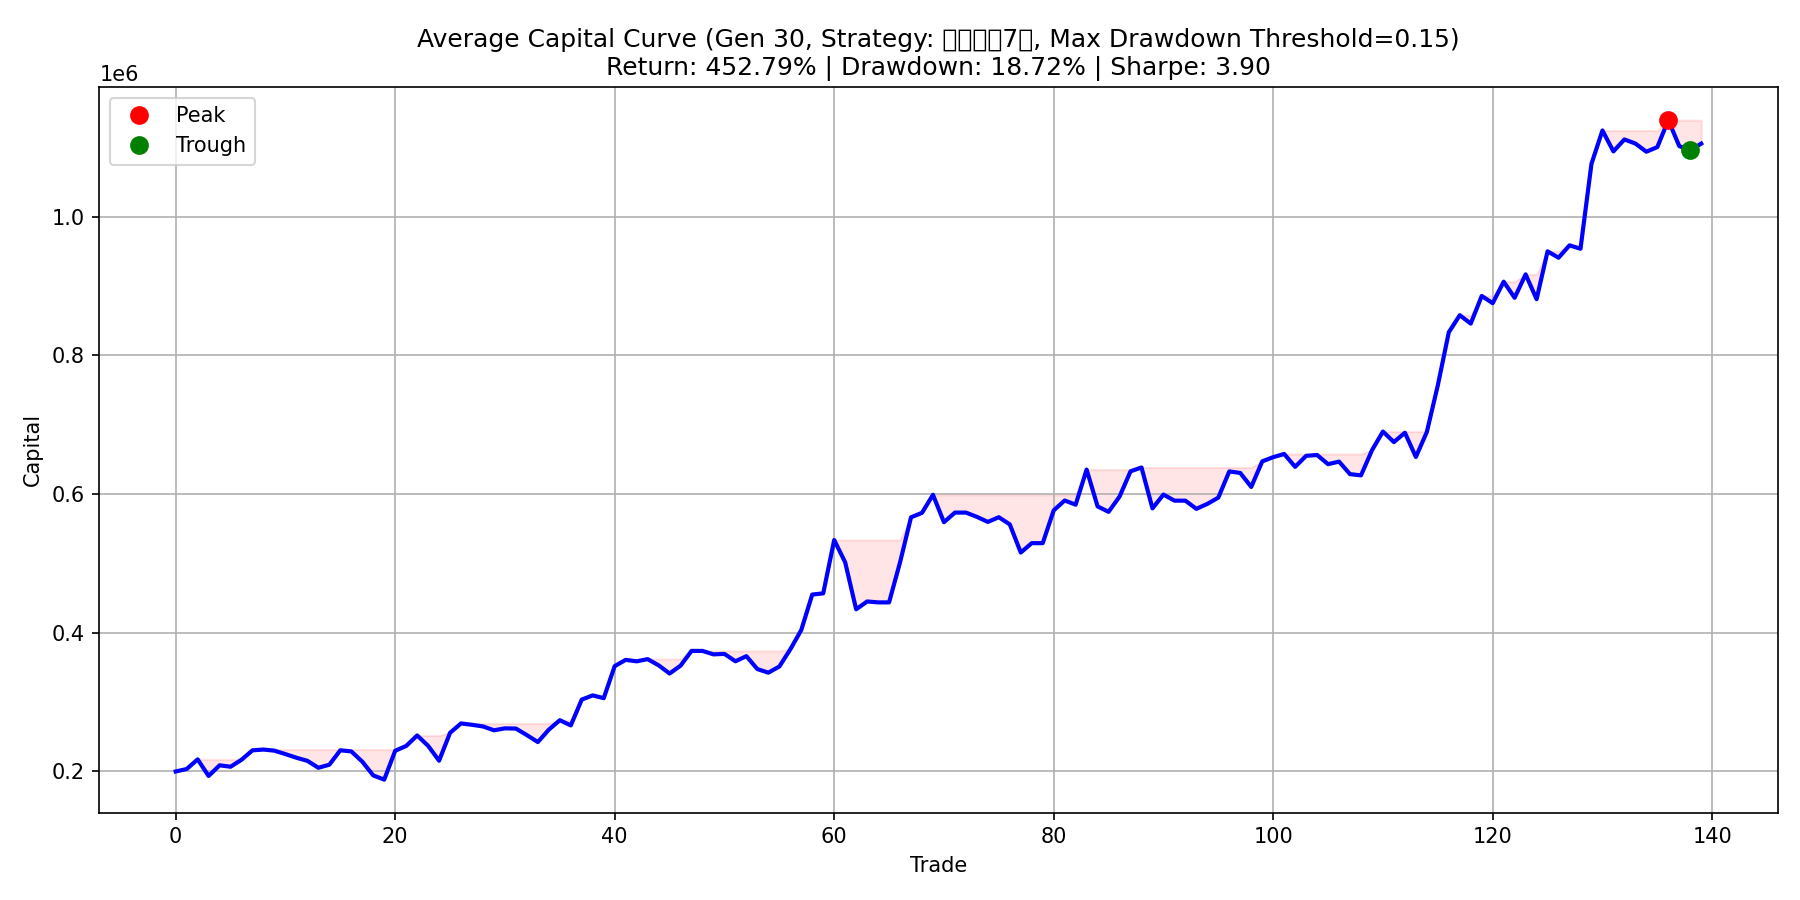 Average Capital Curve (Gen 30, Strategy: 7, Max Drawdown Threshold=0.15)
Return: 452.79% | Drawdown: 18.72% | Sharpe: 3.90
1e6
Peak
Trough
1.0
0.8
0.6
0.4
0.2
Capital
0
20
40
60
80
100
120
140
Trade